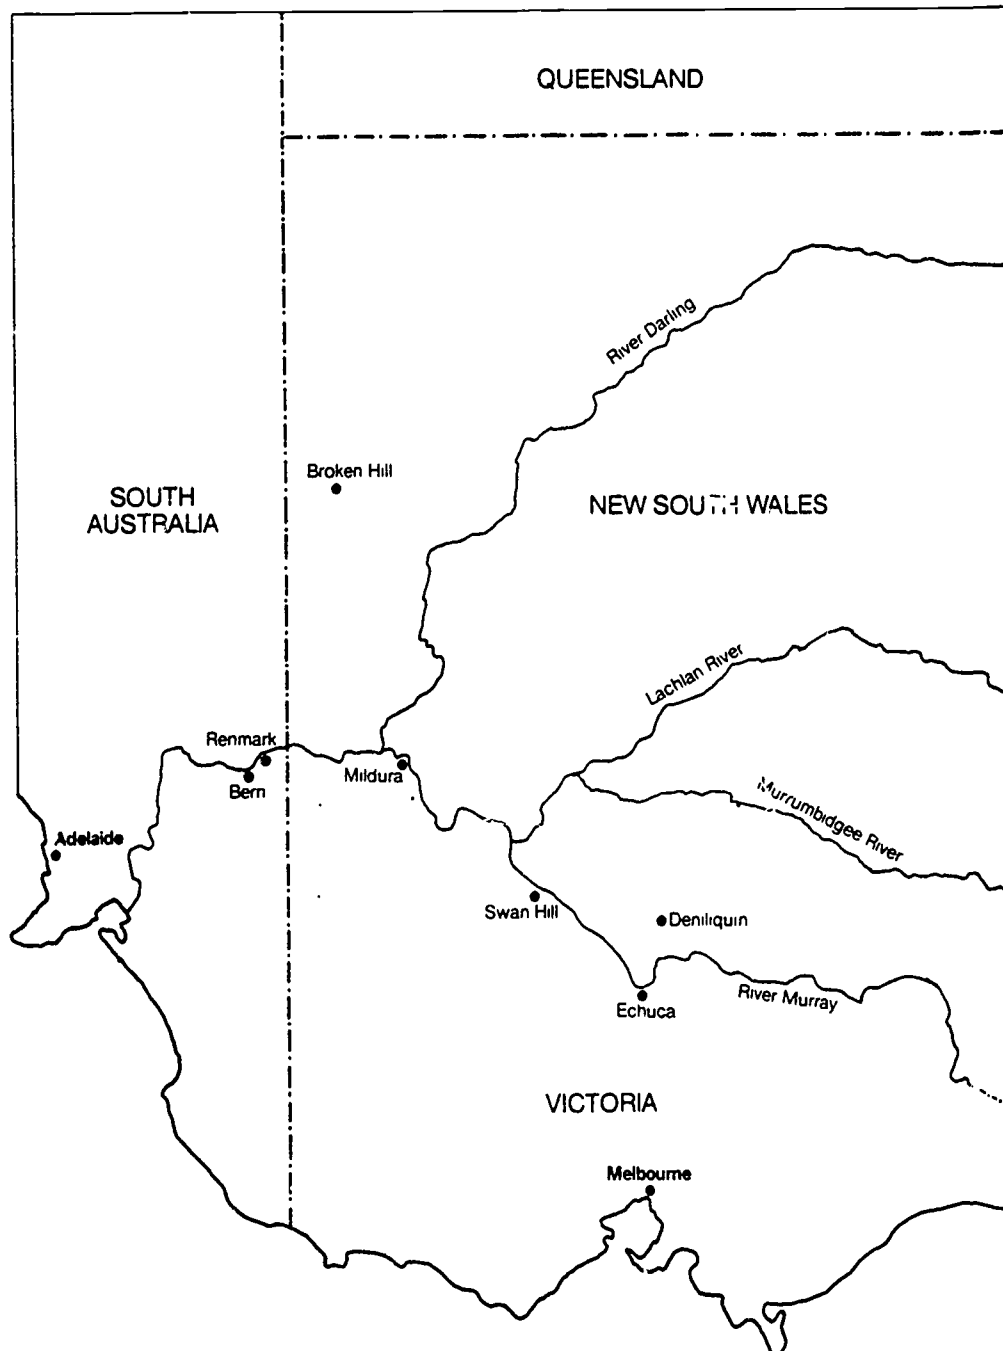 QUEENSLAND
River Darling
Broken Hill
SOUTH
AUSTRALIA
NEW SOUTH WALES
Lachlan River
Renmark
Mildura
Bern
Murrumbidgee River
Adelaide
Swan Hill
Deniliquin
River Murray
Echuca
VICTORIA
Melbourne